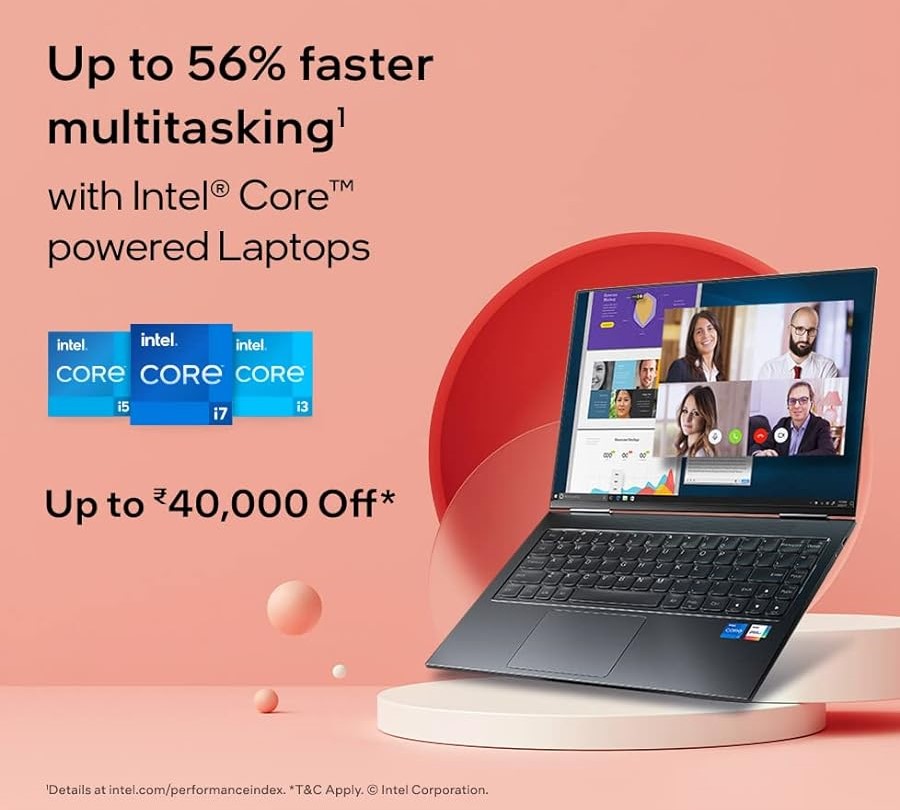 Up to 56% faster
multitasking¹
with Intel® Core™
powered Laptops
intel. intel. intel.
CORE CORE CORE
i5 i7 i3
Up to ₹40,000 Off*
¹Details at intel.com/performanceindex. *T&C Apply. © Intel Corporation.